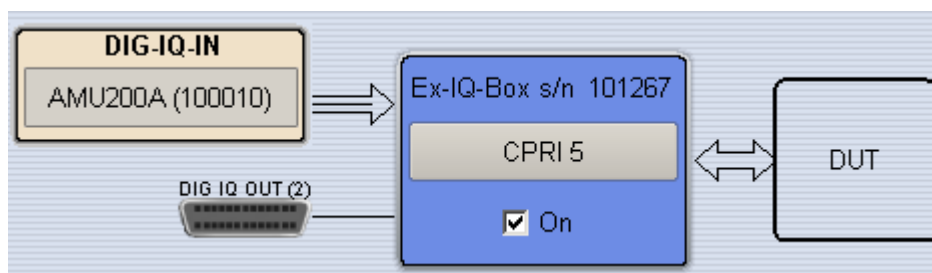 DIG-IQ-IN
AMU200A (100010)
DIG IQ OUT (2)
Ex-IQ-Box s/n 101267
CPRI 5
On
DUT